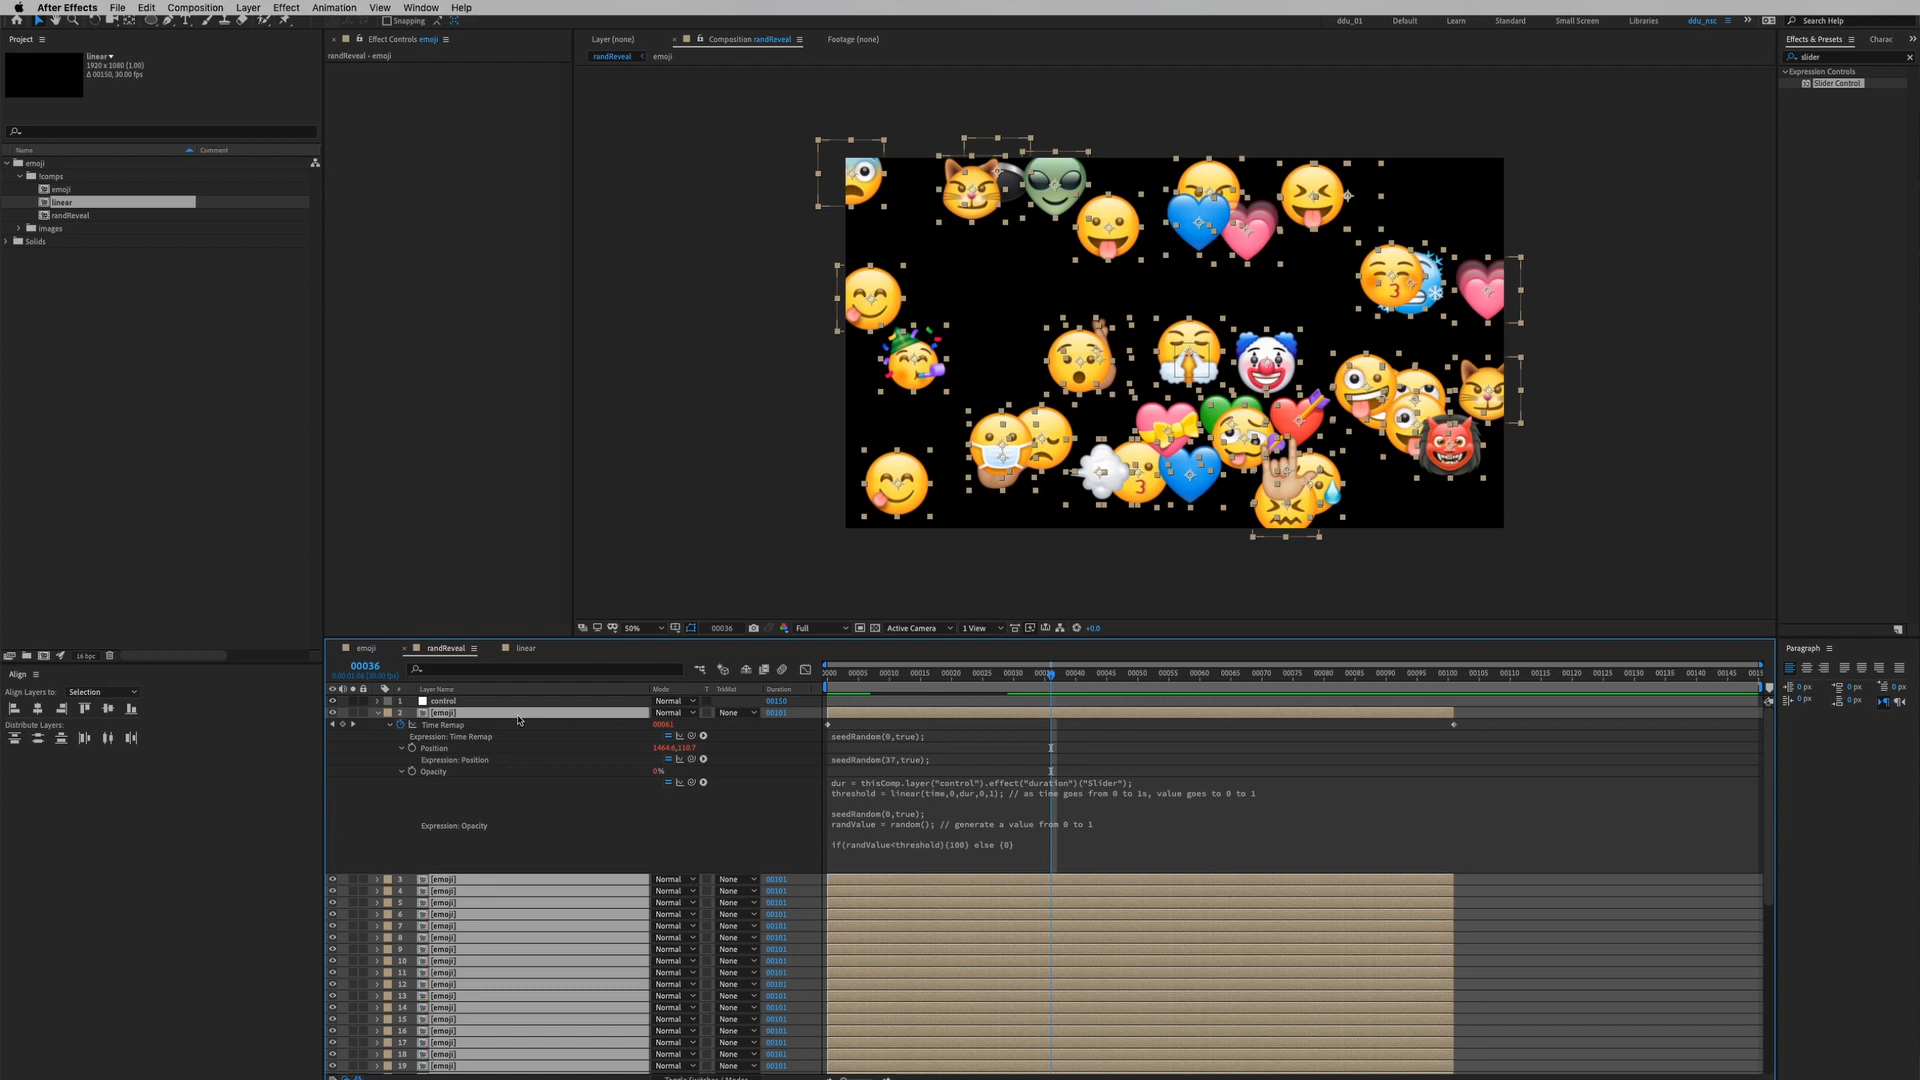 After Effects File Edit Composition Layer Effect Animation View Window Help
Snapping
ddu_01 Default Learn Standard Small Screen Libraries ddu_nsc Search Help
Project
Effect Controls emoji
Layer (none) Composition randReveal Footage (none)
Effects & Presets Charac
linear
1920 x 1080 (1.00)
Δ 00150, 30.00 fps
randReveal - emoji
randReveal emoji
slider
Expression Controls
Slider Control
Name Comment
emoji
!comps
emoji
linear
randReveal
images
Solids
50% 00036 Full Active Camera 1 View +0.0
16 bpc
emoji randReveal linear
Paragraph
00036
0:00:01:06 (30.00 fps)
Align
Align Layers to: Selection
Distribute Layers:
0000 00005 00010 00015 00020 00025 00030 00035 00040 00045 00050 00055 00060 00065 00070 00075 00080 00085 00090 00095 00100 00105 00110 00115 00120 00125 00130 00135 00140 00145 0015
0 px 0 px 0 px
0 px 0 px
# Layer Name Mode T TrkMat Duration
1 control Normal 00150
2 [emoji] Normal None 00101
Time Remap 00061
Expression: Time Remap seedRandom(0,true);
Position 1464.6,110.7
Expression: Position seedRandom(37,true);
Opacity 0%
Expression: Opacity
dur = thisComp.layer("control").effect("duration")("Slider");
threshold = linear(time,0,dur,0,1); // as time goes from 0 to 1s, value goes to 0 to 1
seedRandom(0,true);
randValue = random(); // generate a value from 0 to 1
if(randValue<threshold){100} else {0}
3 [emoji] Normal None 00101
4 [emoji] Normal None 00101
5 [emoji] Normal None 00101
6 [emoji] Normal None 00101
7 [emoji] Normal None 00101
8 [emoji] Normal None 00101
9 [emoji] Normal None 00101
10 [emoji] Normal None 00101
11 [emoji] Normal None 00101
12 [emoji] Normal None 00101
13 [emoji] Normal None 00101
14 [emoji] Normal None 00101
15 [emoji] Normal None 00101
16 [emoji] Normal None 00101
17 [emoji] Normal None 00101
18 [emoji] Normal None 00101
19 [emoji] Normal None 00101
Toggle Switches / Modes